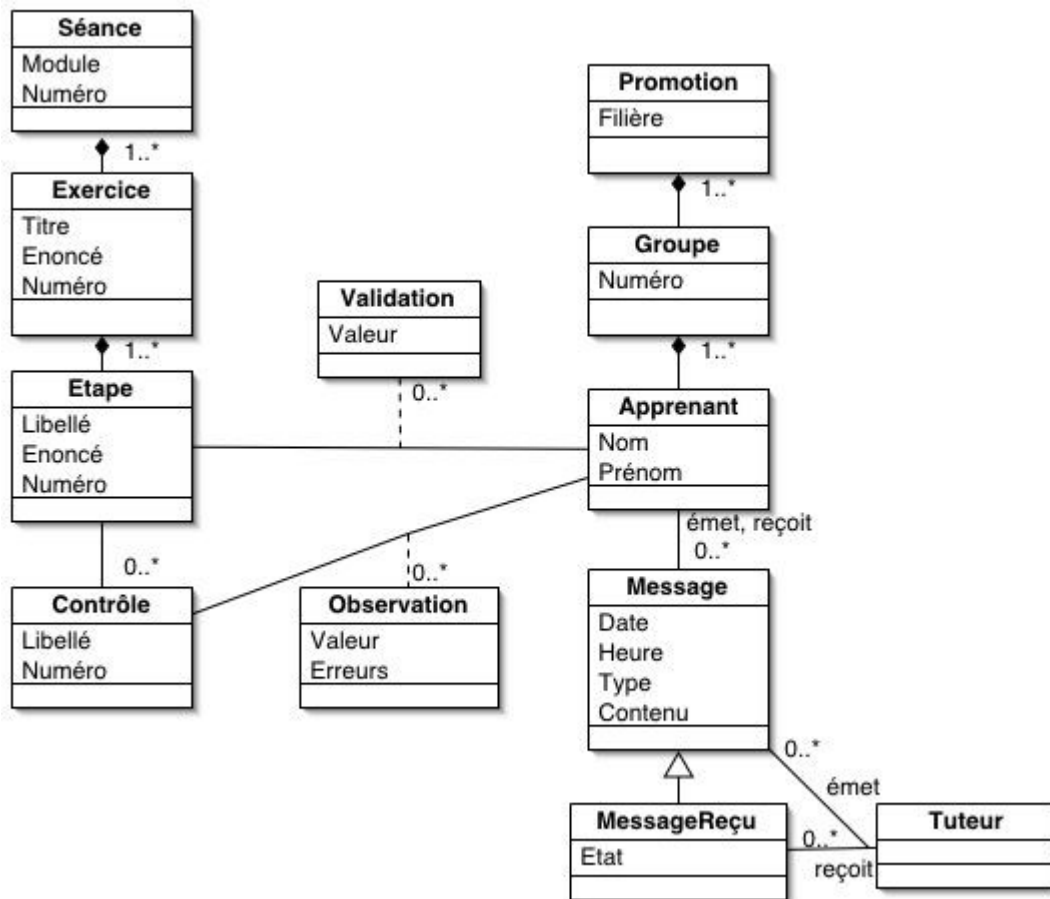 Séance
Module
Numéro
1..*
Exercice
Titre
Enoncé
Numéro
1..*
Etape
Libellé
Enoncé
Numéro
0..*
Contrôle
Libellé
Numéro
Validation
Valeur
0..*
0..*
Observation
Valeur
Erreurs
Promotion
Filière
1..*
Groupe
Numéro
1..*
Apprenant
Nom
Prénom
émet, reçoit
0..*
Message
Date
Heure
Type
Contenu
0..*
émet
MessageReçu
Etat
0..*
reçoit
Tuteur